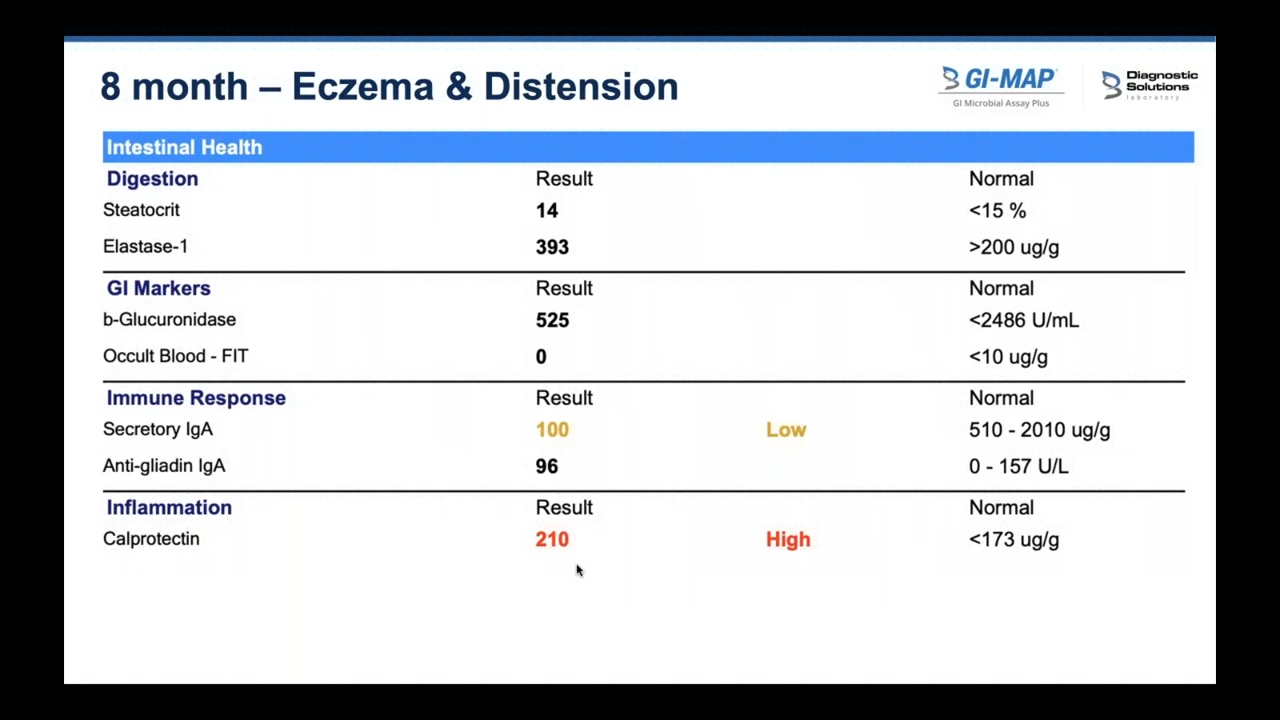 8 month – Eczema & Distension
GI-MAP®
GI Microbial Assay Plus
Diagnostic
Solutions
laboratory
Intestinal Health
Digestion Result Normal
Steatocrit 14 <15 %
Elastase-1 393 >200 ug/g
GI Markers Result Normal
b-Glucuronidase 525 <2486 U/mL
Occult Blood - FIT 0 <10 ug/g
Immune Response Result Normal
Secretory IgA 100 Low 510 - 2010 ug/g
Anti-gliadin IgA 96 0 - 157 U/L
Inflammation Result Normal
Calprotectin 210 High <173 ug/g